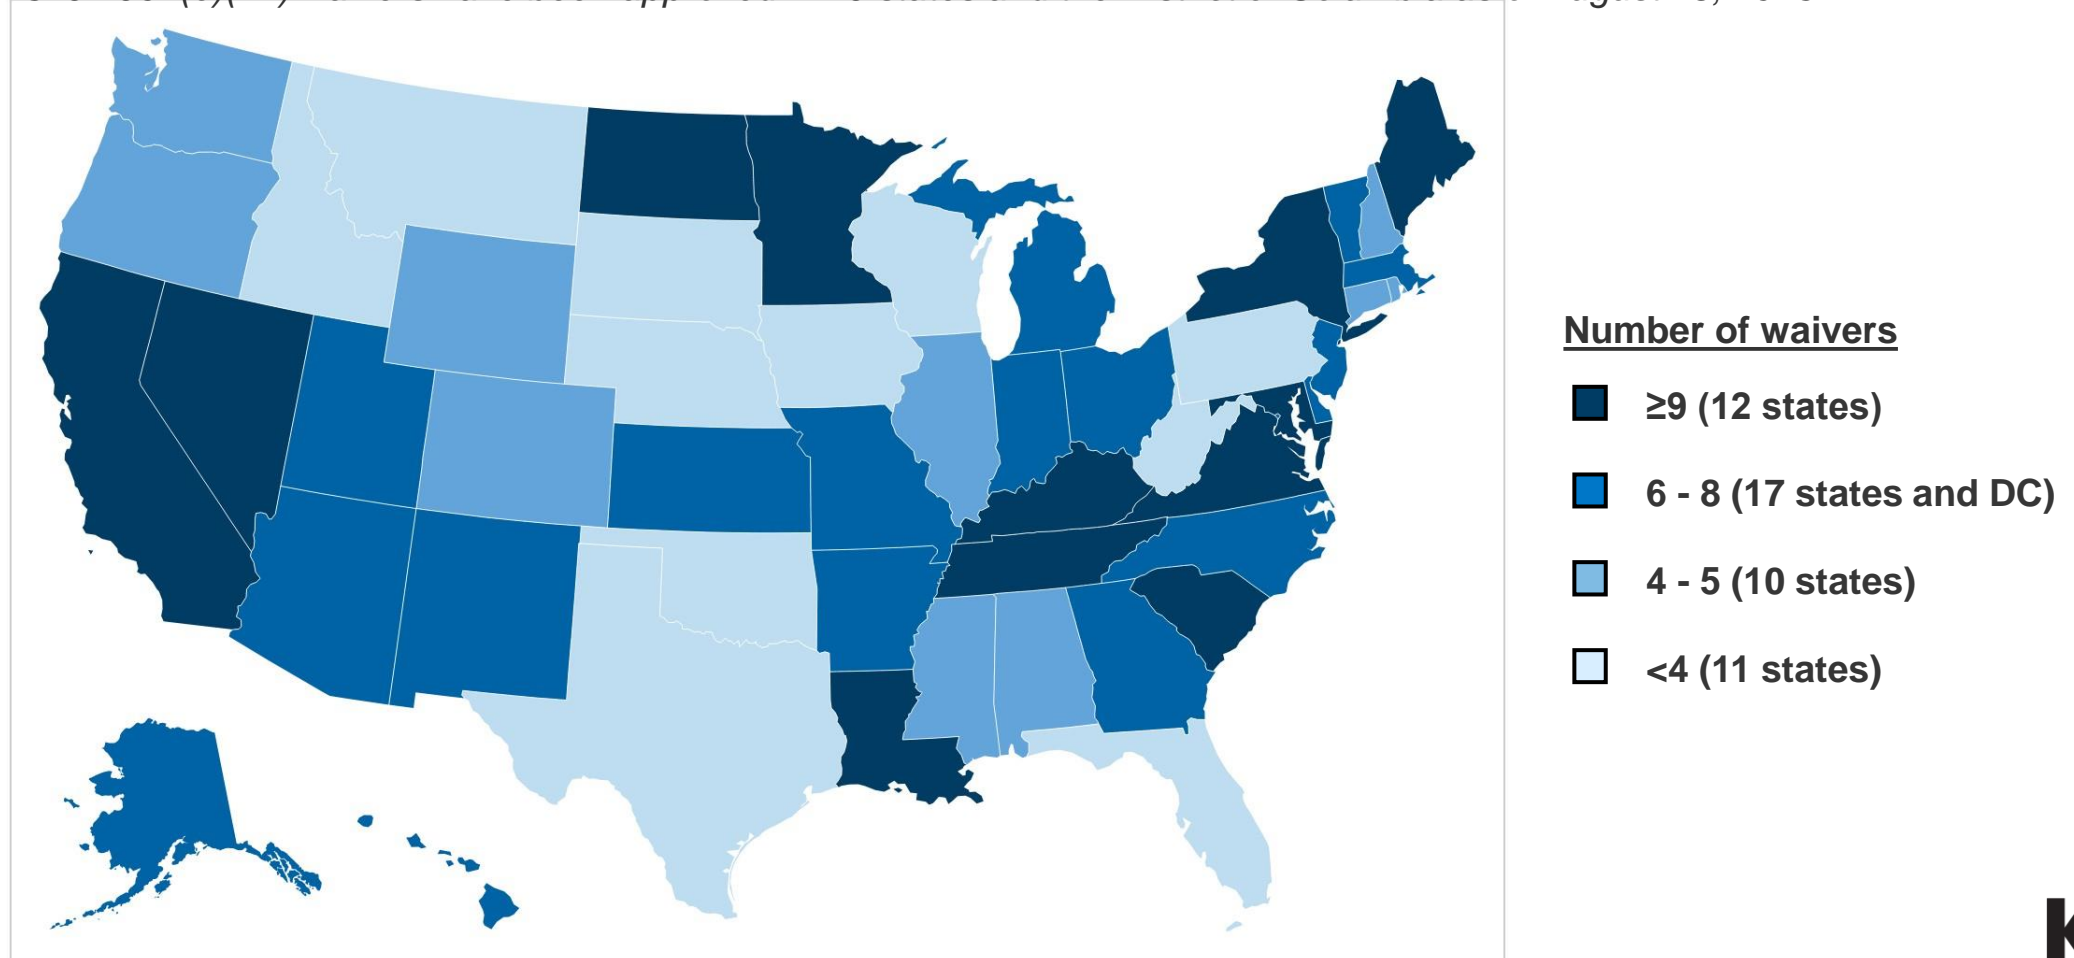 Number of waivers
≥9 (12 states)
6 - 8 (17 states and DC)
4 - 5 (10 states)
<4 (11 states)